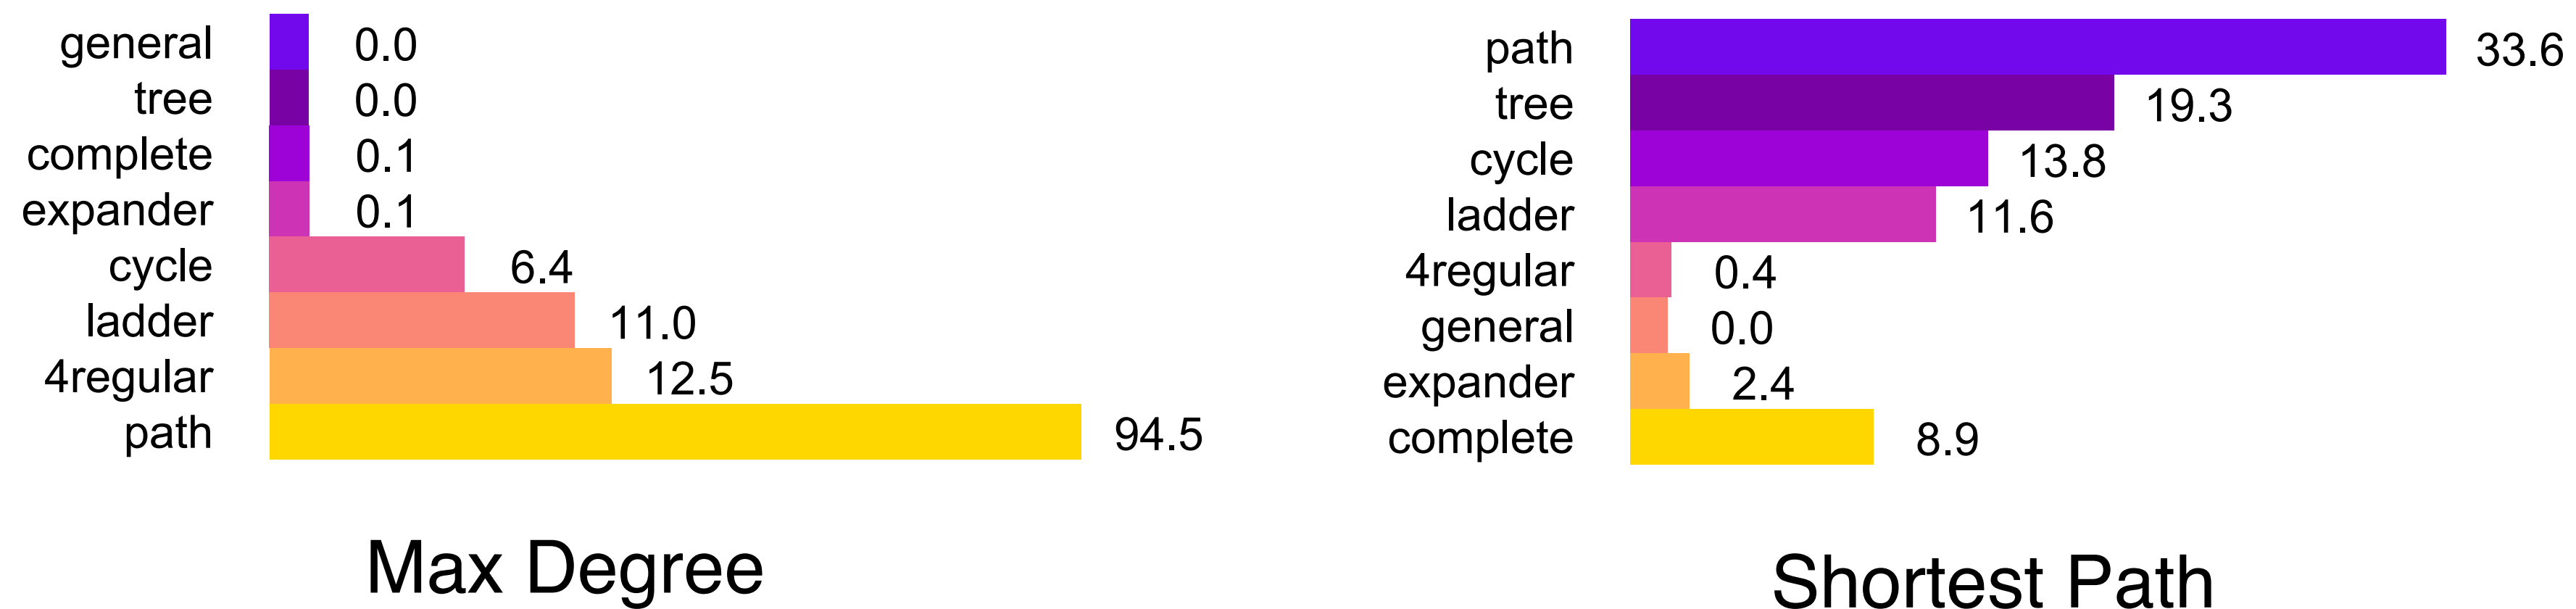 general 0.0
tree 0.0
complete 0.1
expander 0.1
cycle 6.4
ladder 11.0
4regular 12.5
path 94.5
Max Degree
path 33.6
tree 19.3
cycle 13.8
ladder 11.6
4regular 0.4
general 0.0
expander 2.4
complete 8.9
Shortest Path